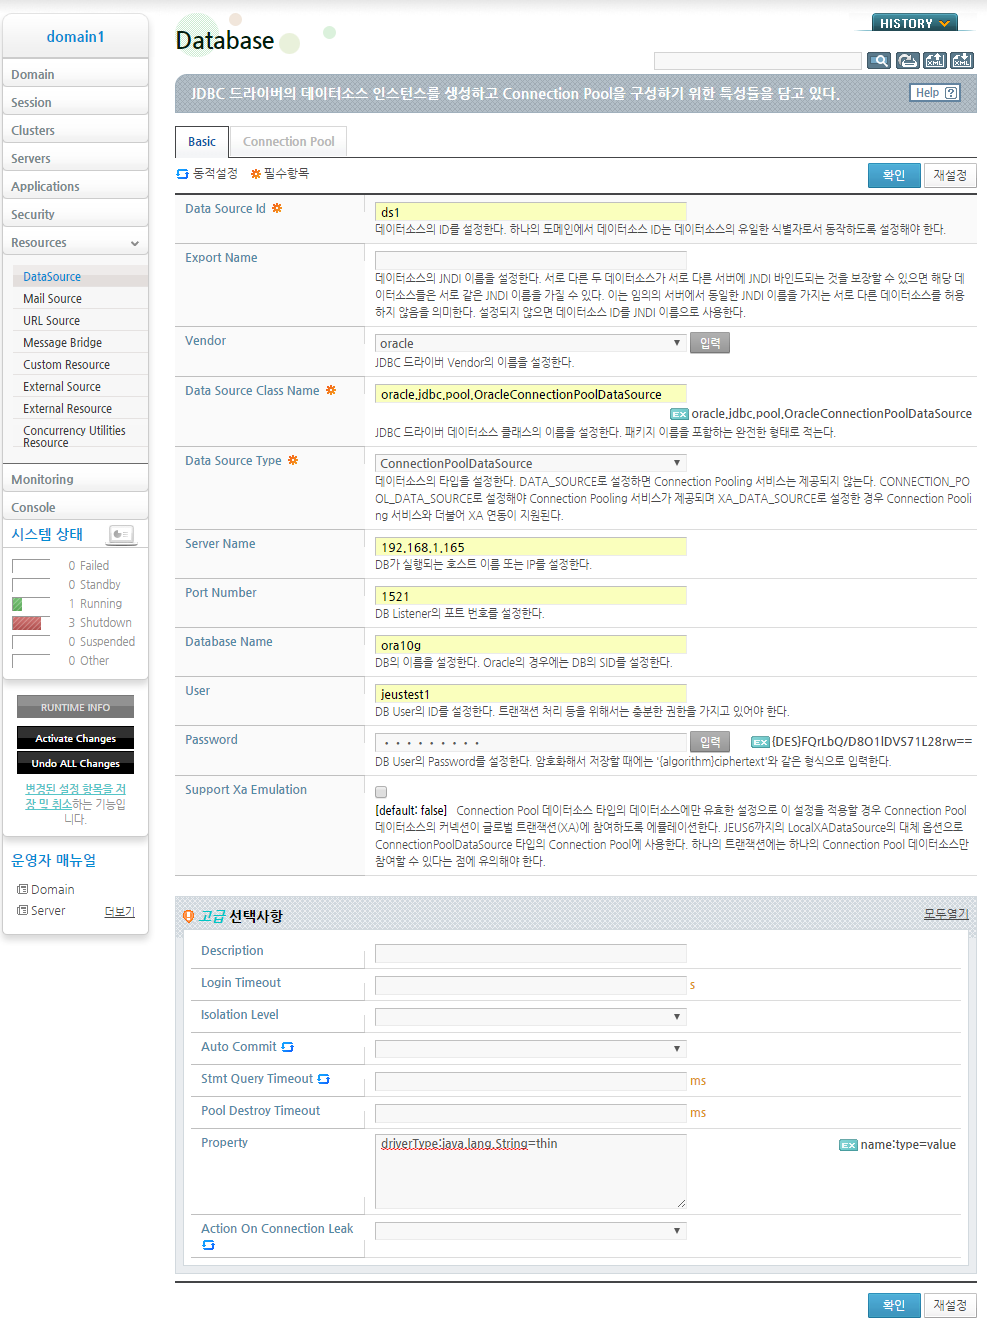 domain1
Domain
Session
Clusters
Servers
Applications
Security
Resources
DataSource
Mail Source
URL Source
Message Bridge
Custom Resource
External Source
External Resource
Concurrency Utilities
Resource
Monitoring
Console
시스템 상태
0 Failed
0 Standby
1 Running
3 Shutdown
0 Suspended
0 Other
RUNTIME INFO
Activate Changes
Undo ALL Changes
변경된 설정 항목을 저
장 및 취소하는 기능입
니다.
운영자 매뉴얼
Domain
Server 더보기
HISTORY
Database
JDBC 드라이버의 데이터소스 인스턴스를 생성하고 Connection Pool을 구성하기 위한 특성들을 담고 있다.
Help ?
Basic Connection Pool
동적설정 필수항목
확인 재설정
Data Source Id
ds1
데이터소스의 ID를 설정한다. 하나의 도메인에서 데이터소스 ID는 데이터소스의 유일한 식별자로서 동작하도록 설정해야 한다.
Export Name
데이터소스의 JNDI 이름을 설정한다. 서로 다른 두 데이터소스가 서로 다른 서버에 JNDI 바인드되는 것을 보장할 수 있으면 해당 데
이터소스들은 서로 같은 JNDI 이름을 가질 수 있다. 이는 임의의 서버에서 동일한 JNDI 이름을 가지는 서로 다른 데이터소스를 허용
하지 않음을 의미한다. 설정되지 않으면 데이터소스 ID를 JNDI 이름으로 사용한다.
Vendor
oracle 입력
JDBC 드라이버 Vendor의 이름을 설정한다.
Data Source Class Name
oracle.jdbc.pool.OracleConnectionPoolDataSource
EX oracle.jdbc.pool.OracleConnectionPoolDataSource
JDBC 드라이버 데이터소스 클래스의 이름을 설정한다. 패키지 이름을 포함하는 완전한 형태로 적는다.
Data Source Type
ConnectionPoolDataSource
데이터소스의 타입을 설정한다. DATA_SOURCE로 설정하면 Connection Pooling 서비스는 제공되지 않는다. CONNECTION_PO
OL_DATA_SOURCE로 설정해야 Connection Pooling 서비스가 제공되며 XA_DATA_SOURCE로 설정한 경우 Connection Pooli
ng 서비스와 더불어 XA 연동이 지원된다.
Server Name
192.168.1.165
DB가 실행되는 호스트 이름 또는 IP를 설정한다.
Port Number
1521
DB Listener의 포트 번호를 설정한다.
Database Name
ora10g
DB의 이름을 설정한다. Oracle의 경우에는 DB의 SID를 설정한다.
User
jeustest1
DB User의 ID를 설정한다. 트랜잭션 처리 등을 위해서는 충분한 권한을 가지고 있어야 한다.
Password
• • • • • • • • • 입력 EX {DES}FQrLbQ/D8O1lDVS71L28rw==
DB User의 Password를 설정한다. 암호화해서 저장할 때에는 '{algorithm}ciphertext'와 같은 형식으로 입력한다.
Support Xa Emulation
[default: false] Connection Pool 데이터소스 타입의 데이터소스에만 유효한 설정으로 이 설정을 적용할 경우 Connection Pool
데이터소스의 커넥션이 글로벌 트랜잭션(XA)에 참여하도록 에뮬레이션한다. JEUS6까지의 LocalXADataSource의 대체 옵션으로
ConnectionPoolDataSource 타입의 Connection Pool에 사용한다. 하나의 트랜잭션에는 하나의 Connection Pool 데이터소스만
참여할 수 있다는 점에 유의해야 한다.
고급 선택사항 모두열기
Description
Login Timeout s
Isolation Level
Auto Commit
Stmt Query Timeout ms
Pool Destroy Timeout ms
Property
driverType:java.lang.String=thin
EX name:type=value
Action On Connection Leak
확인 재설정